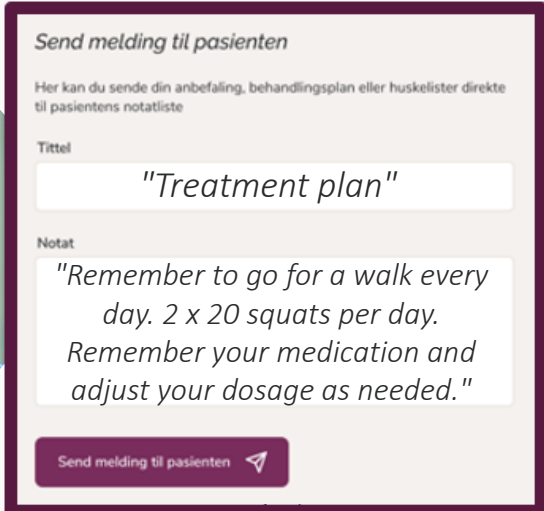 Send melding til pasienten
Her kan du sende din anbefaling, behandlingsplan eller huskelister direkte
til pasientens notatliste
Tittel
"Treatment plan"
Notat
"Remember to go for a walk every
day. 2 x 20 squats per day.
Remember your medication and
adjust your dosage as needed."
Send melding til pasienten